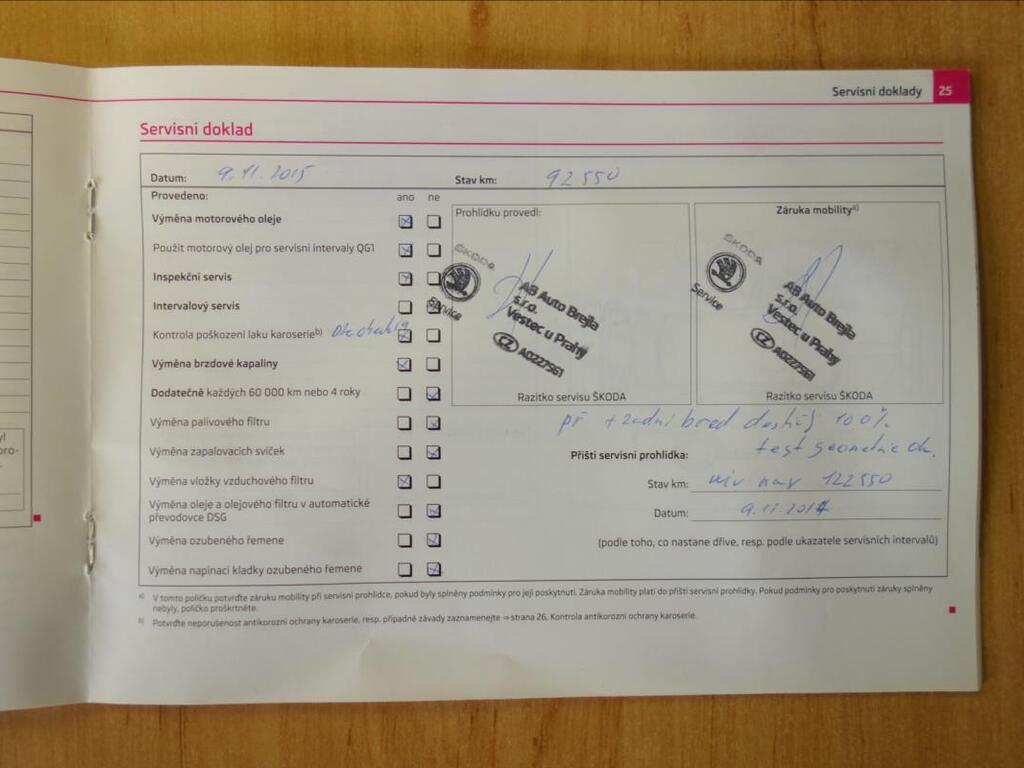 Servisní doklady 25
Servisní doklad
Datum: 9.11.2015 Stav km: 92 550
Provedeno: ano ne
Prohlídku provedl: Záruka mobility a)
Výměna motorového oleje
Použit motorový olej pro servisní intervaly QG1
Inspekční servis
Intervalový servis
Kontrola poškození laku karoserie b)
Výměna brzdové kapaliny
Dodatečně každých 60 000 km nebo 4 roky
Výměna palivového filtru
Výměna zapalovacích svíček
Výměna vložky vzduchového filtru
Výměna oleje a olejového filtru v automatické
převodovce DSG
Výměna ozubeného řemene
Výměna napínací kladky ozubeného řemene
ŠKODA
Service
AB Auto Brejla
s.r.o.
Vestec u Prahy
CZ A0227561
Razítko servisu ŠKODA
ŠKODA
Service
AB Auto Brejla
s.r.o.
Vestec u Prahy
CZ A0227561
Razítko servisu ŠKODA
př + zadní 100%
test geometrie ok.
Příští servisní prohlídka:
Stav km: 122550
Datum: 9.11.2017
(podle toho, co nastane dříve, resp. podle ukazatele servisních intervalů)
a) V tomto políčku potvrďte záruku mobility při servisní prohlídce, pokud byly splněny podmínky pro její poskytnutí. Záruka mobility platí do příští servisní prohlídky. Pokud podmínky pro poskytnutí záruky splněny
nebyly, políčko proškrtněte.
b) Potvrďte neporušenost antikorozní ochrany karoserie, resp. případné závady zaznamenejte ⇒ strana 26, Kontrola antikorozní ochrany karoserie.